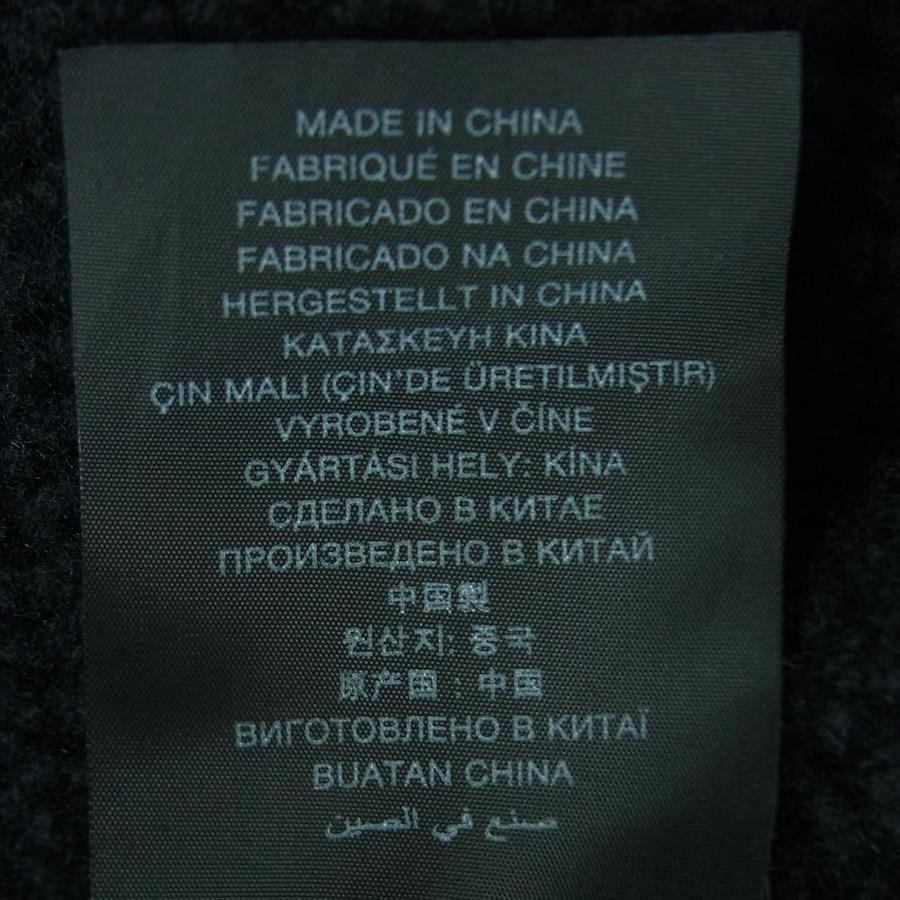 MADE IN CHINA
FABRIQUÉ EN CHINE
FABRICADO EN CHINA
FABRICADO NA CHINA
HERGESTELLT IN CHINA
ΚΑΤΑΣΚΕΥΗ ΚΙΝΑ
ÇIN MALI (ÇIN'DE ÜRETILMIŞTIR)
VYROBENÉ V ČÍNE
GYÁRTÁSI HELY: KÍNA
СДЕЛАНО В КИТАЕ
ПРОИЗВЕДЕНО В КИТАЙ
中国製
원산지: 중국
原产国：中国
ВИГОТОВЛЕНО В КИТАЇ
BUATAN CHINA
صنع في الصين